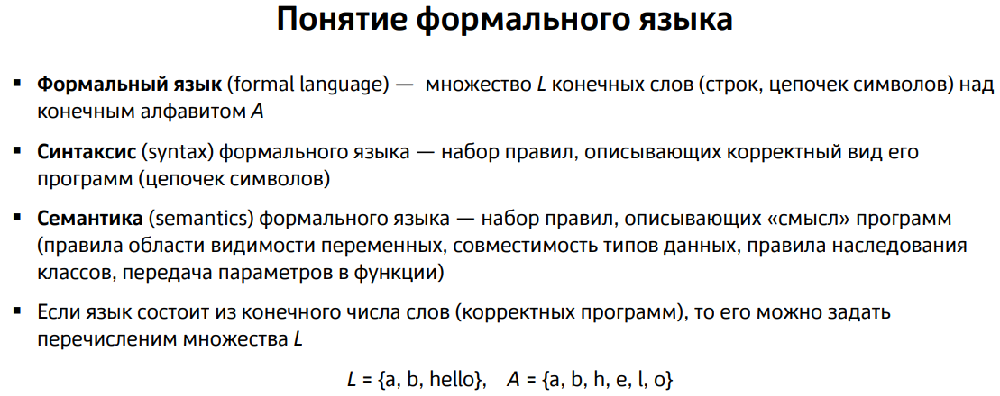 Понятие формального языка
▪ Формальный язык (formal language) — множество L конечных слов (строк, цепочек символов) над
конечным алфавитом A
▪ Синтаксис (syntax) формального языка — набор правил, описывающих корректный вид его
программ (цепочек символов)
▪ Семантика (semantics) формального языка — набор правил, описывающих «смысл» программ
(правила области видимости переменных, совместимость типов данных, правила наследования
классов, передача параметров в функции)
▪ Если язык состоит из конечного числа слов (корректных программ), то его можно задать
перечисленим множества L
L = {a, b, hello}, A = {a, b, h, e, l, o}